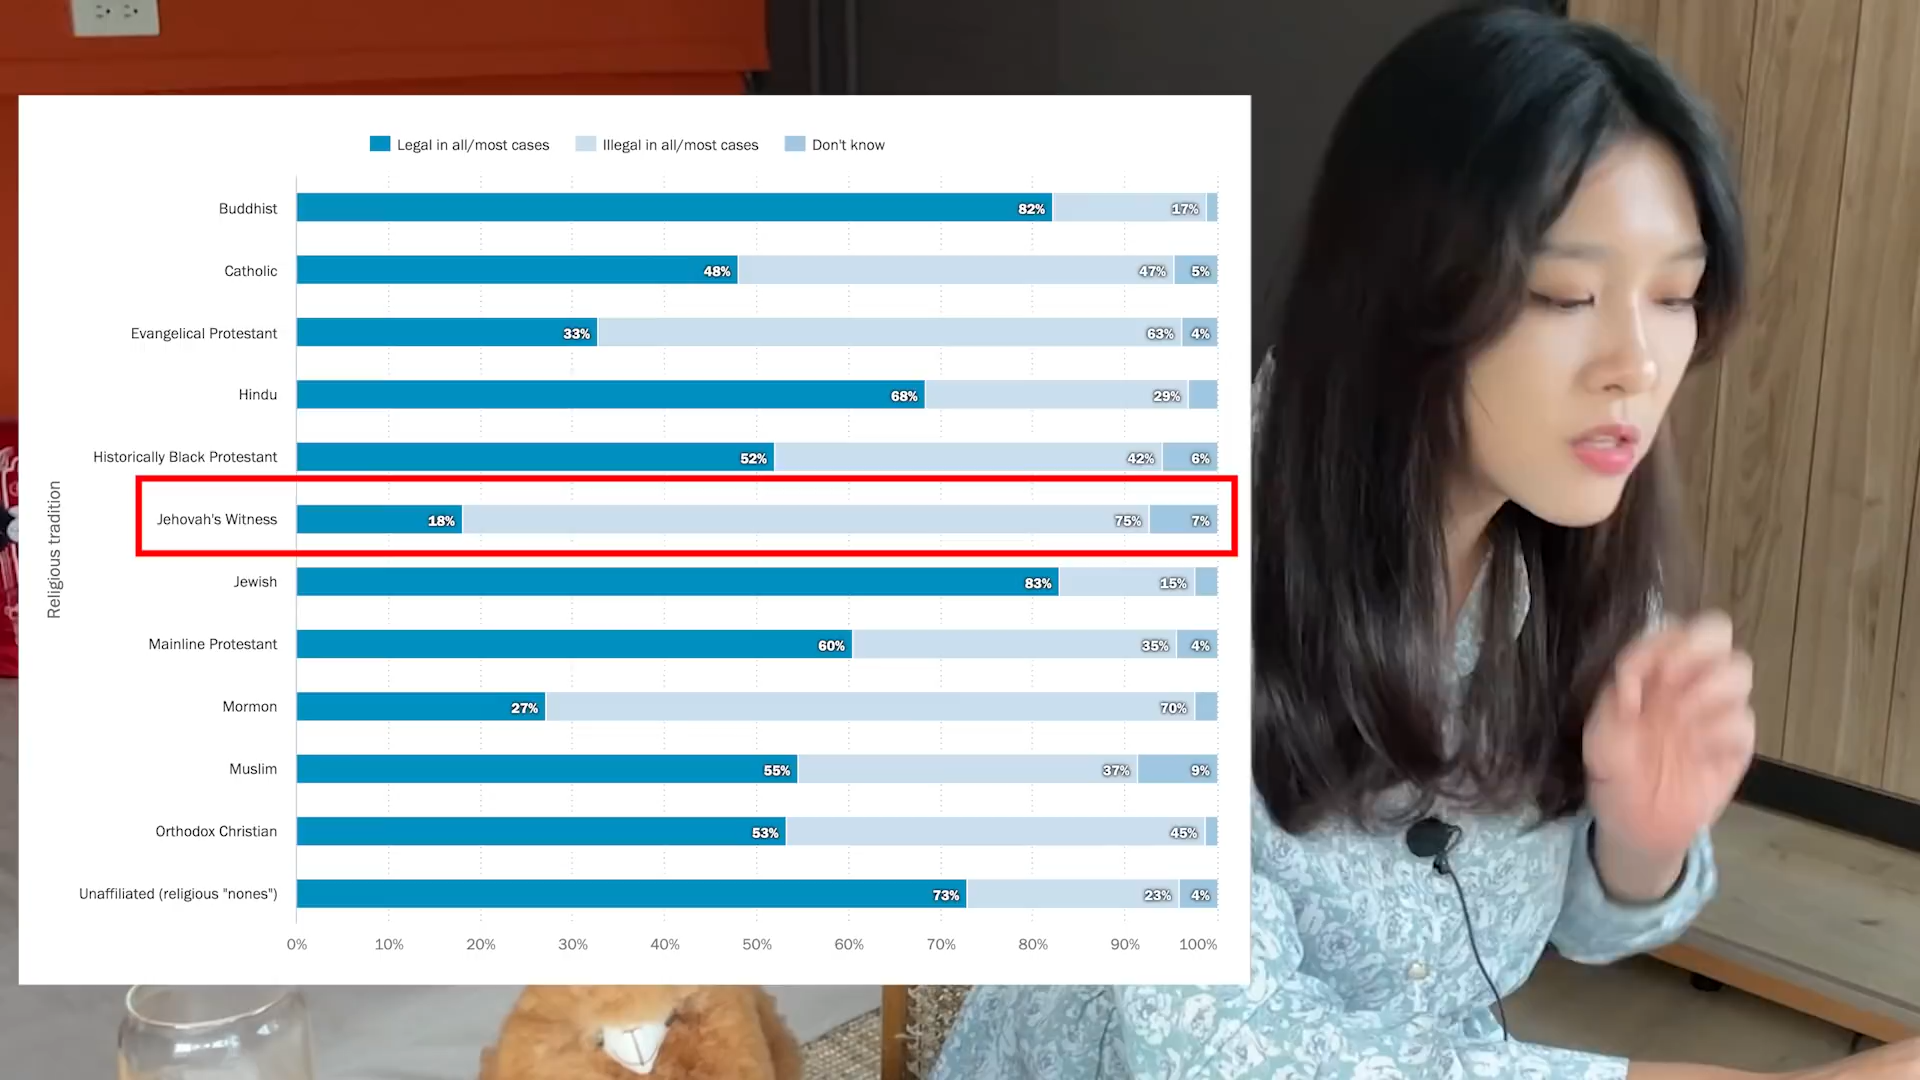 Legal in all/most cases Illegal in all/most cases Don't know
Religious tradition
Buddhist 82% 17%
Catholic 48% 47% 5%
Evangelical Protestant 33% 63% 4%
Hindu 68% 29%
Historically Black Protestant 52% 42% 6%
Jehovah's Witness 18% 75% 7%
Jewish 83% 15%
Mainline Protestant 60% 35% 4%
Mormon 27% 70%
Muslim 55% 37% 9%
Orthodox Christian 53% 45%
Unaffiliated (religious "nones") 73% 23% 4%
0% 10% 20% 30% 40% 50% 60% 70% 80% 90% 100%